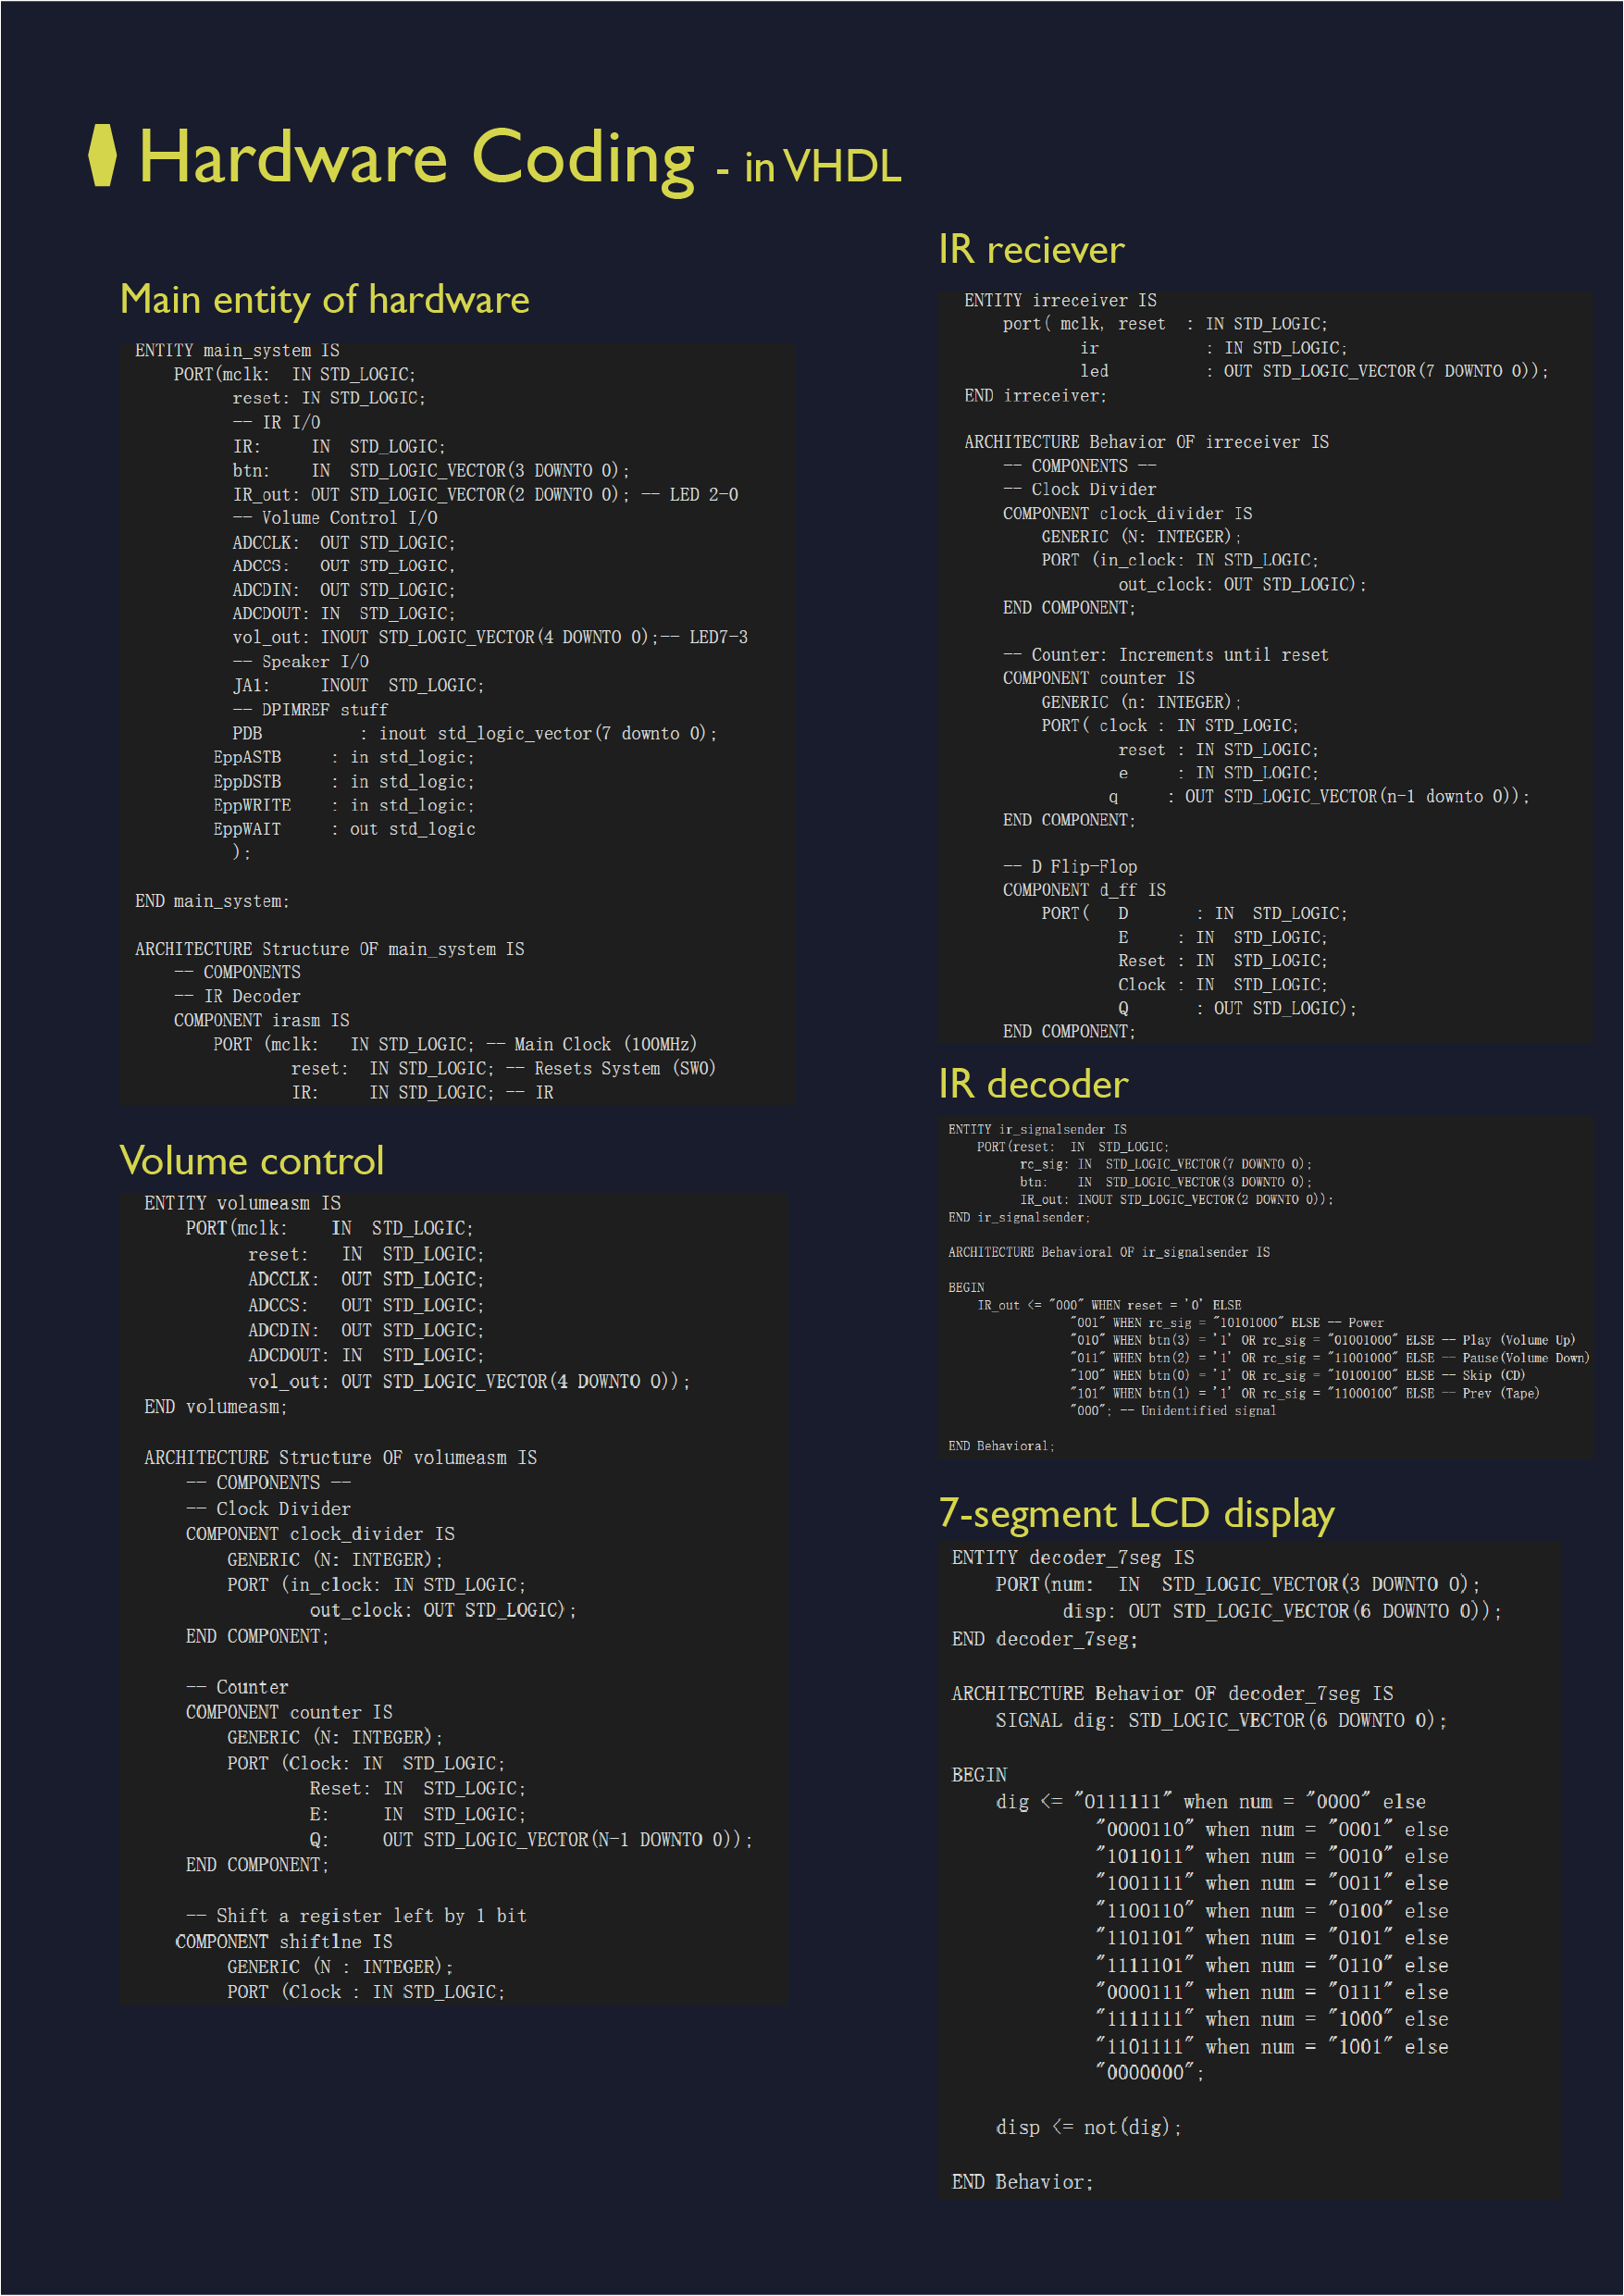 Hardware Coding - in VHDL
Main entity of hardware
ENTITY main_system IS
PORT(mclk: IN STD_LOGIC;
reset: IN STD_LOGIC;
-- IR I/O
IR: IN STD_LOGIC;
btn: IN STD_LOGIC_VECTOR(3 DOWNTO 0);
IR_out: OUT STD_LOGIC_VECTOR(2 DOWNTO 0); -- LED 2-0
-- Volume Control I/O
ADCCLK: OUT STD_LOGIC;
ADCCS: OUT STD_LOGIC;
ADCDIN: OUT STD_LOGIC;
ADCDOUT: IN STD_LOGIC;
vol_out: INOUT STD_LOGIC_VECTOR(4 DOWNTO 0);-- LED7-3
-- Speaker I/O
JA1: INOUT STD_LOGIC;
-- DPIMREF stuff
PDB : inout std_logic_vector(7 downto 0);
EppASTB : in std_logic;
EppDSTB : in std_logic;
EppWRITE : in std_logic;
EppWAIT : out std_logic
);
END main_system;
ARCHITECTURE Structure OF main_system IS
-- COMPONENTS
-- IR Decoder
COMPONENT irasm IS
PORT (mclk: IN STD_LOGIC; -- Main Clock (100MHz)
reset: IN STD_LOGIC; -- Resets System (SW0)
IR: IN STD_LOGIC; -- IR
Volume control
ENTITY volumeasm IS
PORT(mclk: IN STD_LOGIC;
reset: IN STD_LOGIC;
ADCCLK: OUT STD_LOGIC;
ADCCS: OUT STD_LOGIC;
ADCDIN: OUT STD_LOGIC;
ADCDOUT: IN STD_LOGIC;
vol_out: OUT STD_LOGIC_VECTOR(4 DOWNTO 0));
END volumeasm;
ARCHITECTURE Structure OF volumeasm IS
-- COMPONENTS --
-- Clock Divider
COMPONENT clock_divider IS
GENERIC (N: INTEGER);
PORT (in_clock: IN STD_LOGIC;
out_clock: OUT STD_LOGIC);
END COMPONENT;
-- Counter
COMPONENT counter IS
GENERIC (N: INTEGER);
PORT (Clock: IN STD_LOGIC;
Reset: IN STD_LOGIC;
E: IN STD_LOGIC;
Q: OUT STD_LOGIC_VECTOR(N-1 DOWNTO 0));
END COMPONENT;
-- Shift a register left by 1 bit
COMPONENT shiftlne IS
GENERIC (N : INTEGER);
PORT (Clock : IN STD_LOGIC;
IR reciever
ENTITY irreceiver IS
port( mclk, reset : IN STD_LOGIC;
ir : IN STD_LOGIC;
led : OUT STD_LOGIC_VECTOR(7 DOWNTO 0));
END irreceiver;
ARCHITECTURE Behavior OF irreceiver IS
-- COMPONENTS --
-- Clock Divider
COMPONENT clock_divider IS
GENERIC (N: INTEGER);
PORT (in_clock: IN STD_LOGIC;
out_clock: OUT STD_LOGIC);
END COMPONENT;
-- Counter: Increments until reset
COMPONENT counter IS
GENERIC (n: INTEGER);
PORT( clock : IN STD_LOGIC;
reset : IN STD_LOGIC;
e : IN STD_LOGIC;
q : OUT STD_LOGIC_VECTOR(n-1 downto 0));
END COMPONENT;
-- D Flip-Flop
COMPONENT d_ff IS
PORT( D : IN STD_LOGIC;
E : IN STD_LOGIC;
Reset : IN STD_LOGIC;
Clock : IN STD_LOGIC;
Q : OUT STD_LOGIC);
END COMPONENT;
IR decoder
ENTITY ir_signalsender IS
PORT(reset: IN STD_LOGIC;
rc_sig: IN STD_LOGIC_VECTOR(7 DOWNTO 0);
btn: IN STD_LOGIC_VECTOR(3 DOWNTO 0);
IR_out: INOUT STD_LOGIC_VECTOR(2 DOWNTO 0));
END ir_signalsender;
ARCHITECTURE Behavioral OF ir_signalsender IS
BEGIN
IR_out <= "000" WHEN reset = '0' ELSE
"001" WHEN rc_sig = "10101000" ELSE -- Power
"010" WHEN btn(3) = '1' OR rc_sig = "01001000" ELSE -- Play (Volume Up)
"011" WHEN btn(2) = '1' OR rc_sig = "11001000" ELSE -- Pause(Volume Down)
"100" WHEN btn(0) = '1' OR rc_sig = "10100100" ELSE -- Skip (CD)
"101" WHEN btn(1) = '1' OR rc_sig = "11000100" ELSE -- Prev (Tape)
"000"; -- Unidentified signal
END Behavioral;
7-segment LCD display
ENTITY decoder_7seg IS
PORT(num: IN STD_LOGIC_VECTOR(3 DOWNTO 0);
disp: OUT STD_LOGIC_VECTOR(6 DOWNTO 0));
END decoder_7seg;
ARCHITECTURE Behavior OF decoder_7seg IS
SIGNAL dig: STD_LOGIC_VECTOR(6 DOWNTO 0);
BEGIN
dig <= "0111111" when num = "0000" else
"0000110" when num = "0001" else
"1011011" when num = "0010" else
"1001111" when num = "0011" else
"1100110" when num = "0100" else
"1101101" when num = "0101" else
"1111101" when num = "0110" else
"0000111" when num = "0111" else
"1111111" when num = "1000" else
"1101111" when num = "1001" else
"0000000";
disp <= not(dig);
END Behavior;